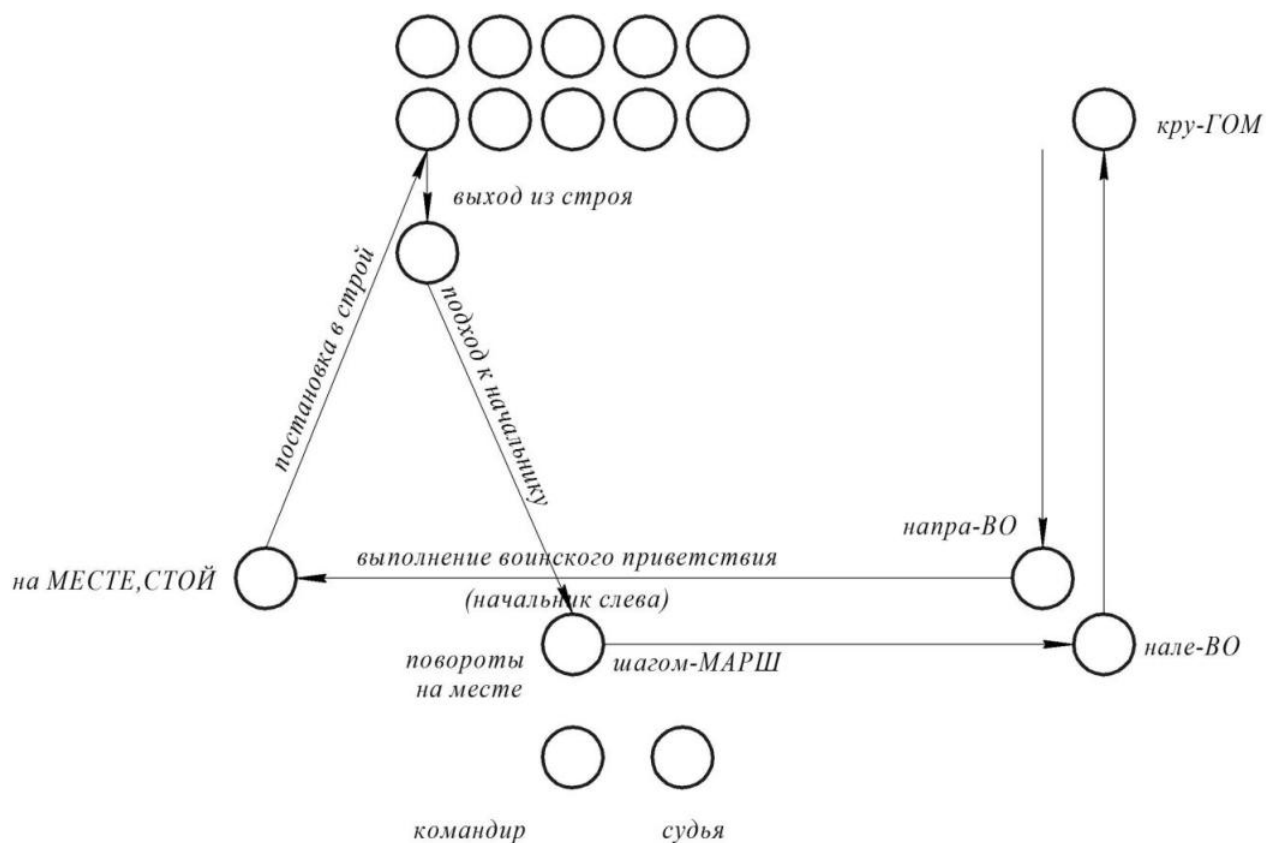 кру-ГОМ
выход из строя
постановка в строй
подход к начальнику
напра-ВО
выполнение воинского приветствия
на МЕСТЕ,СТОЙ
(начальник слева)
повороты
на месте
шагом-МАРШ
нале-ВО
командир
судья